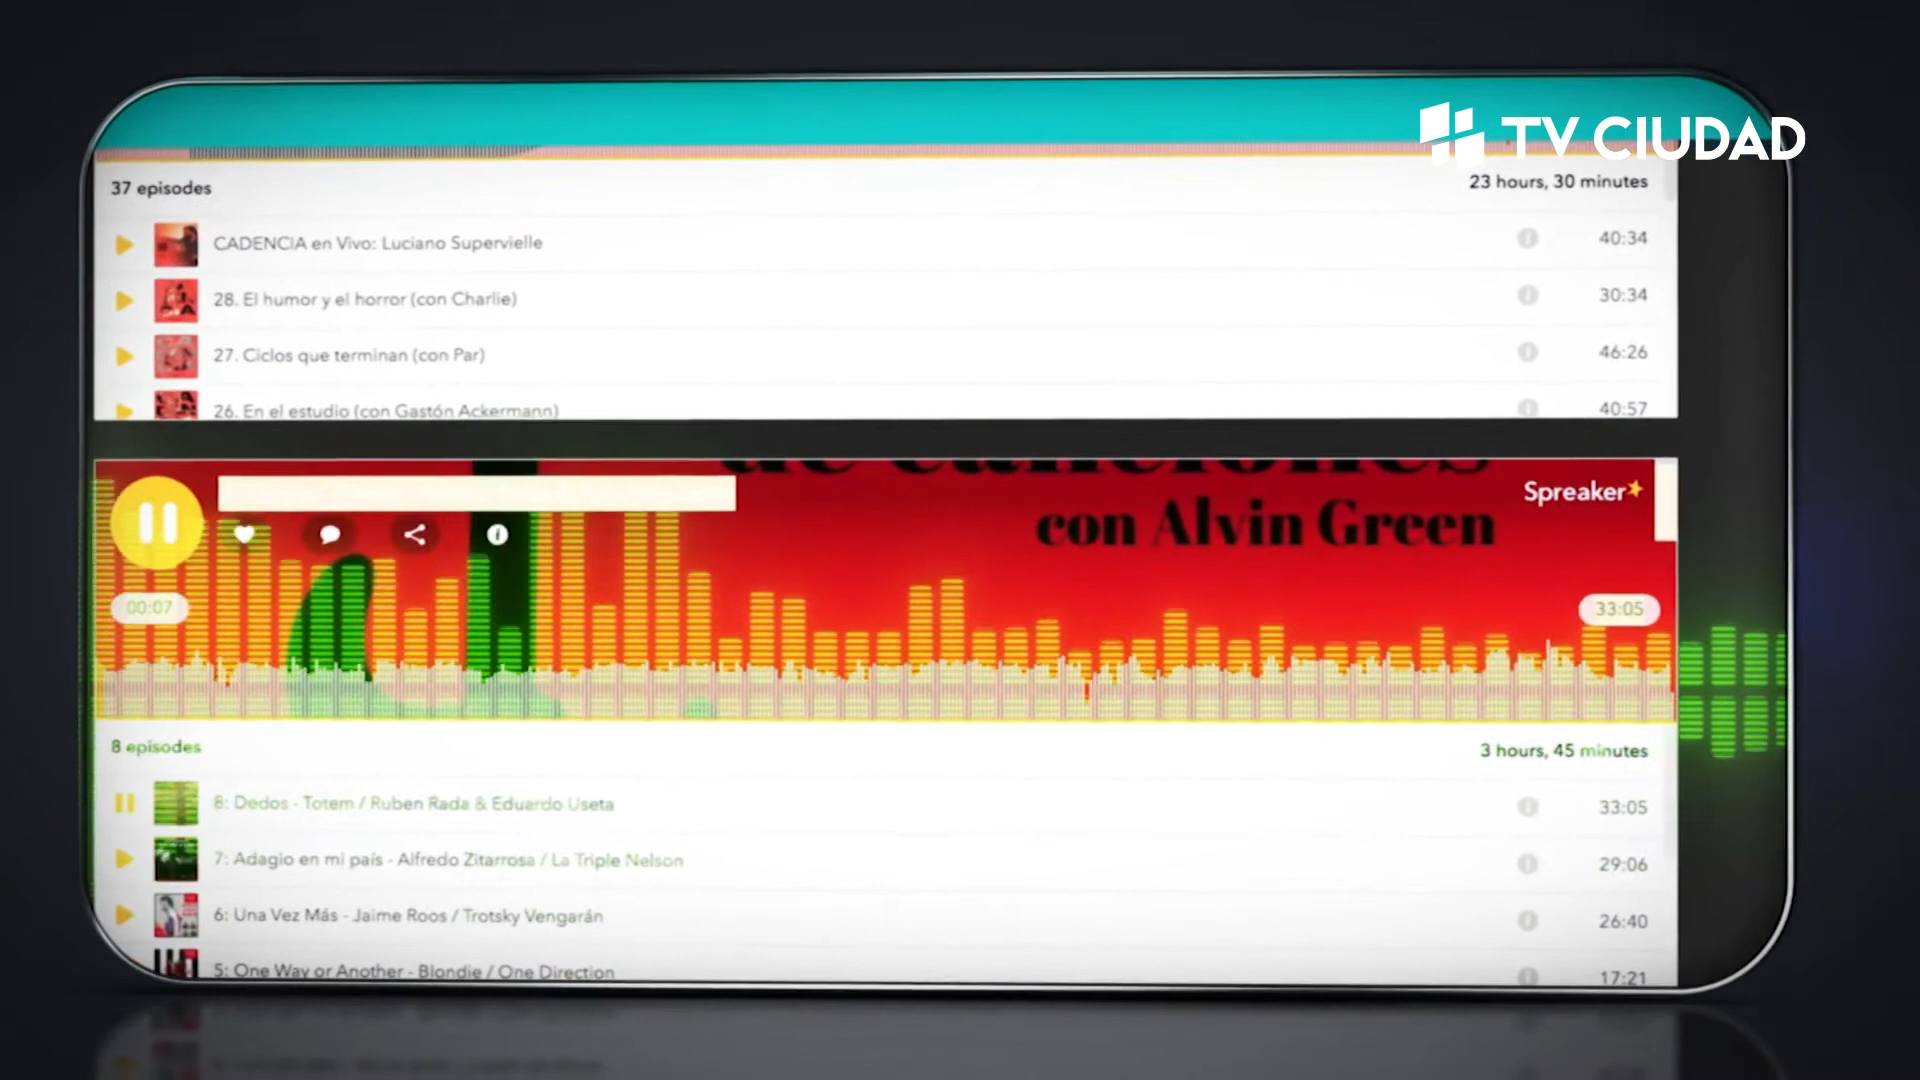 TV CIUDAD
37 episodes
23 hours, 30 minutes
CADENCIA en Vivo: Luciano Supervielle
40:34
28. El humor y el horror (con Charlie)
30:34
27. Ciclos que terminan (con Par)
46:26
26. En el estudio (con Gastón Ackermann)
40:57
de canciones
con Alvin Green
Spreaker
00:07
33:05
8 episodes
3 hours, 45 minutes
8: Dedos - Totem / Ruben Rada & Eduardo Useta
33:05
7: Adagio en mi país - Alfredo Zitarrosa / La Triple Nelson
29:06
6: Una Vez Más - Jaime Roos / Trotsky Vengarán
26:40
5: One Way or Another - Blondie / One Direction
17:21